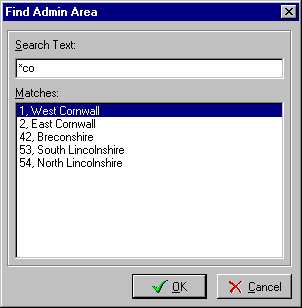 Find Admin Area
Search Text:
*co
Matches:
1, West Cornwall
2, East Cornwall
42, Breconshire
53, South Lincolnshire
54, North Lincolnshire
OK
Cancel